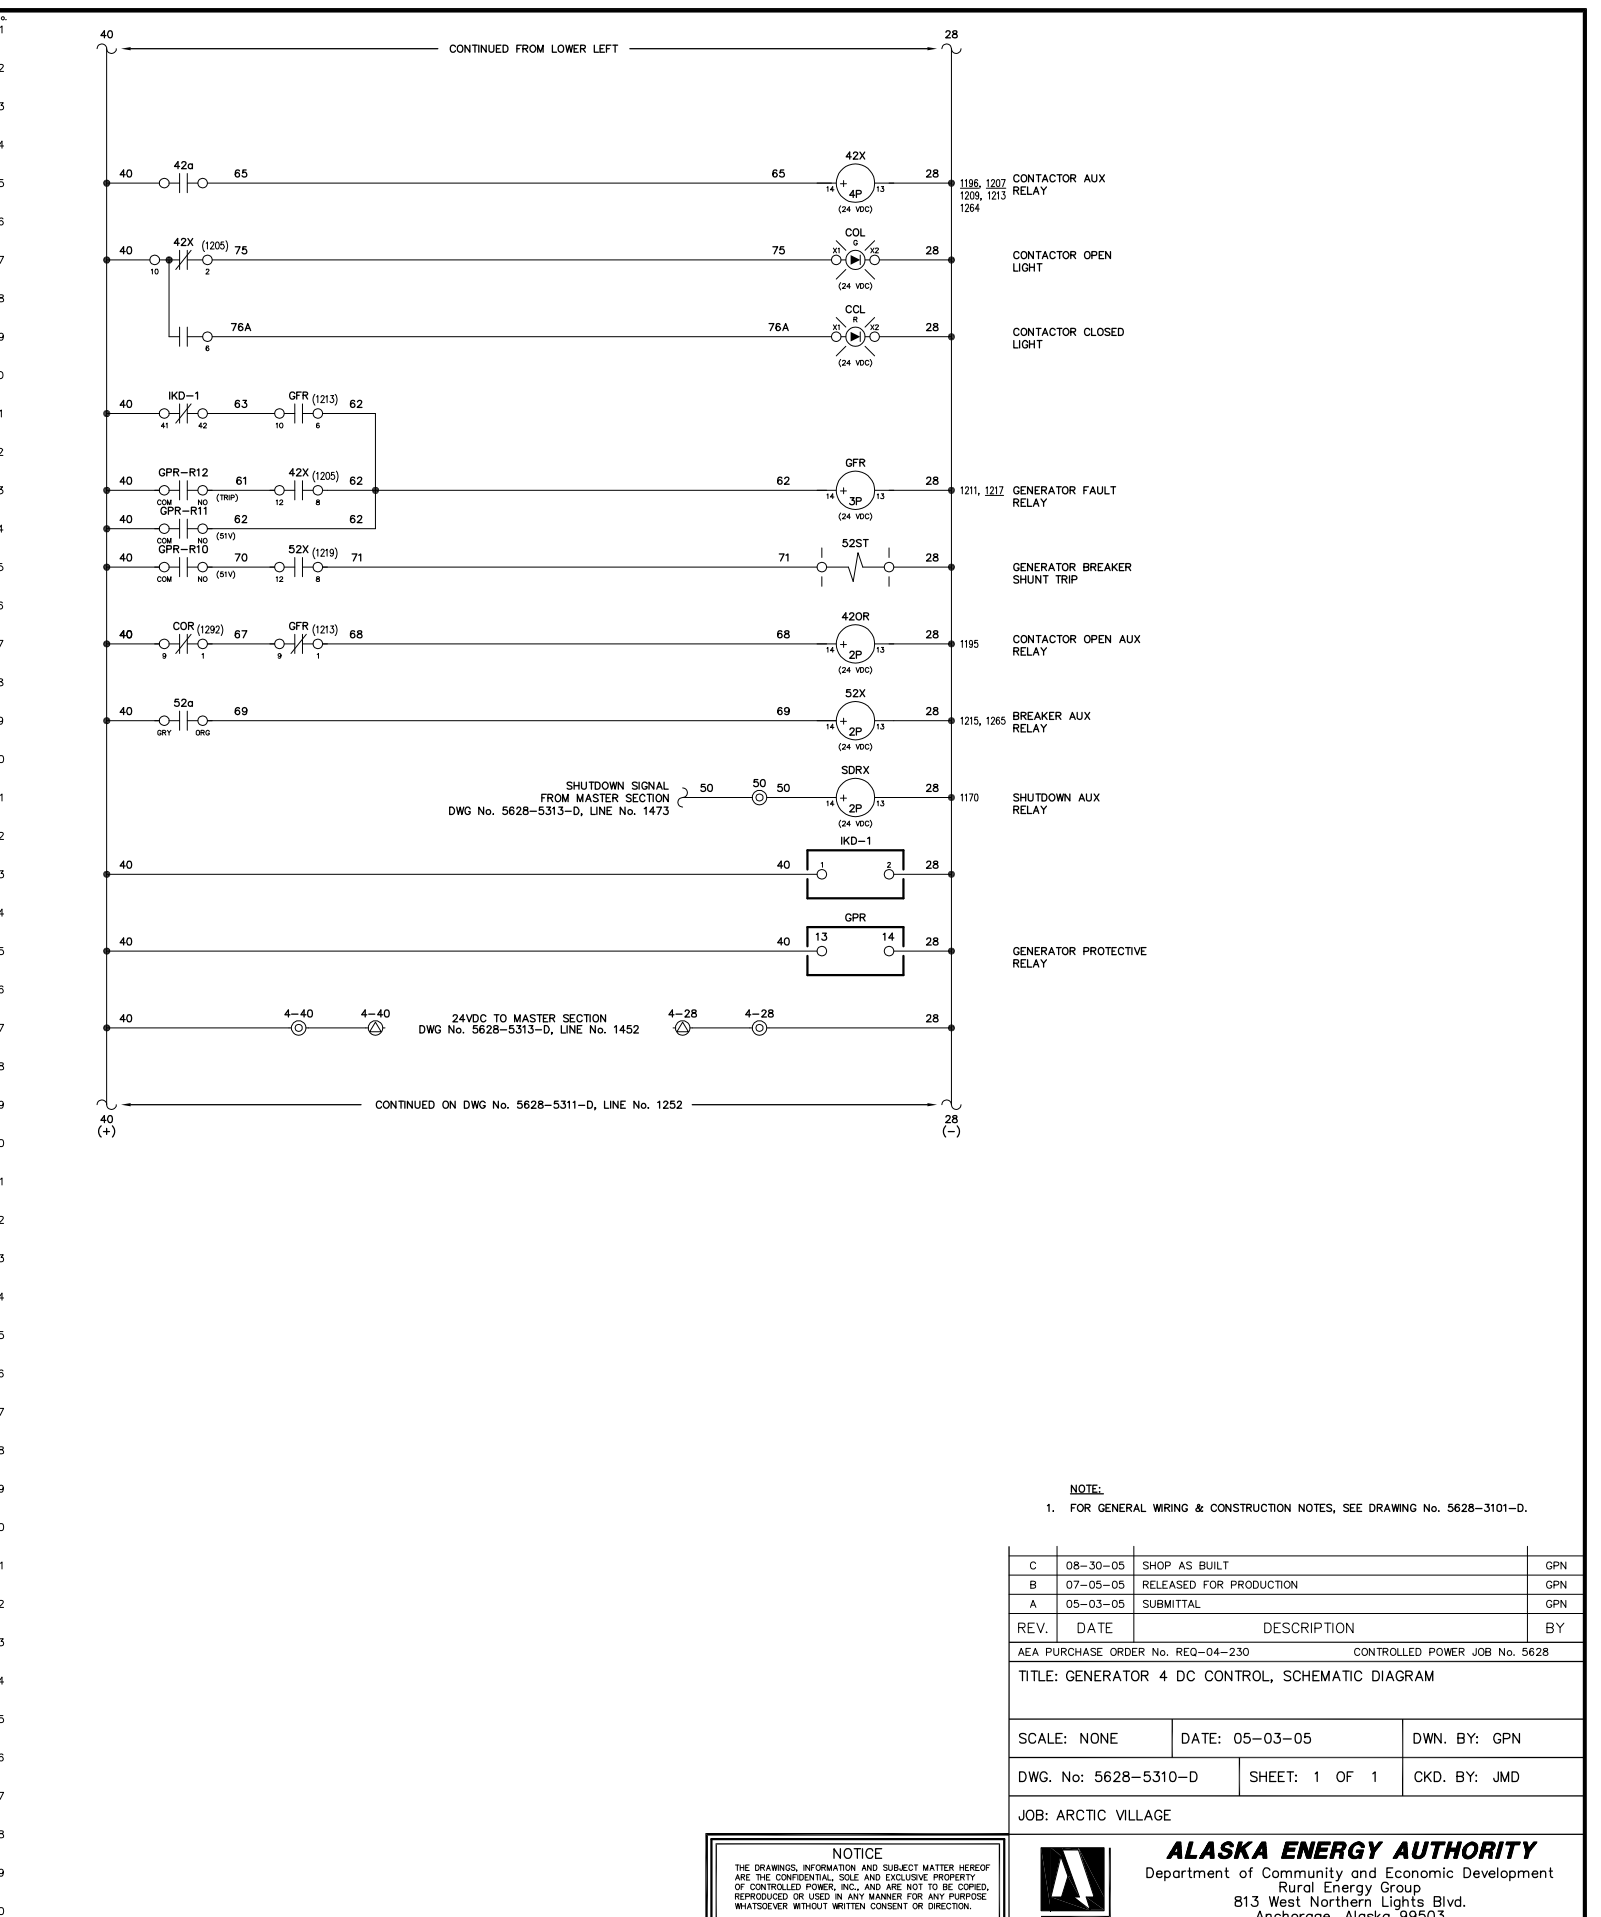 40 28
CONTINUED FROM LOWER LEFT
42a 42X
40 65 65 28
14 + 4P 13
(24 VDC)
1196, 1207
1209, 1213
1264
CONTACTOR AUX
RELAY
42X (1205) COL
40 75 75 28
10 2 X1 G X2
(24 VDC)
CONTACTOR OPEN
LIGHT
CCL
76A 76A 28
6 X1 R X2
(24 VDC)
CONTACTOR CLOSED
LIGHT
IKD-1 GFR (1213)
40 63 62
41 42 10 6
GPR-R12 42X (1205) GFR
40 61 62 62 28
COM NO (TRIP) 12 8 14 + 3P 13
(24 VDC)
1211, 1217
GENERATOR FAULT
RELAY
GPR-R11
40 62 62
COM NO (51V)
GPR-R10 52X (1219) 52ST
40 70 71 71 28
COM NO (51V) 12 8
GENERATOR BREAKER
SHUNT TRIP
COR (1292) GFR (1213) 42OR
40 67 68 68 28
9 1 9 1 14 + 2P 13
(24 VDC)
1195
CONTACTOR OPEN AUX
RELAY
52a 52X
40 69 69 28
GRY ORG 14 + 2P 13
(24 VDC)
1215, 1265
BREAKER AUX
RELAY
SDRX
SHUTDOWN SIGNAL
FROM MASTER SECTION
DWG No. 5628-5313-D, LINE No. 1473
50 50 50 28
14 + 2P 13
(24 VDC)
1170
SHUTDOWN AUX
RELAY
IKD-1
40 40 1 2 28
GPR
40 40 13 14 28
GENERATOR PROTECTIVE
RELAY
40 4-40 4-40 4-28 4-28 28
24VDC TO MASTER SECTION
DWG No. 5628-5313-D, LINE No. 1452
CONTINUED ON DWG No. 5628-5311-D, LINE No. 1252
40 28
(+) (-)
NOTE:
1. FOR GENERAL WIRING & CONSTRUCTION NOTES, SEE DRAWING No. 5628-3101-D.
C 08-30-05 SHOP AS BUILT GPN
B 07-05-05 RELEASED FOR PRODUCTION GPN
A 05-03-05 SUBMITTAL GPN
REV. DATE DESCRIPTION BY
AEA PURCHASE ORDER No. REQ-04-230 CONTROLLED POWER JOB No. 5628
TITLE: GENERATOR 4 DC CONTROL, SCHEMATIC DIAGRAM
SCALE: NONE DATE: 05-03-05 DWN. BY: GPN
DWG. No: 5628-5310-D SHEET: 1 OF 1 CKD. BY: JMD
JOB: ARCTIC VILLAGE
NOTICE
THE DRAWINGS, INFORMATION AND SUBJECT MATTER HEREOF
ARE THE CONFIDENTIAL, SOLE AND EXCLUSIVE PROPERTY
OF CONTROLLED POWER, INC., AND ARE NOT TO BE COPIED,
REPRODUCED OR USED IN ANY MANNER FOR ANY PURPOSE
WHATSOEVER WITHOUT WRITTEN CONSENT OR DIRECTION.
ALASKA ENERGY AUTHORITY
Department of Community and Economic Development
Rural Energy Group
813 West Northern Lights Blvd.
Anchorage, Alaska 99503